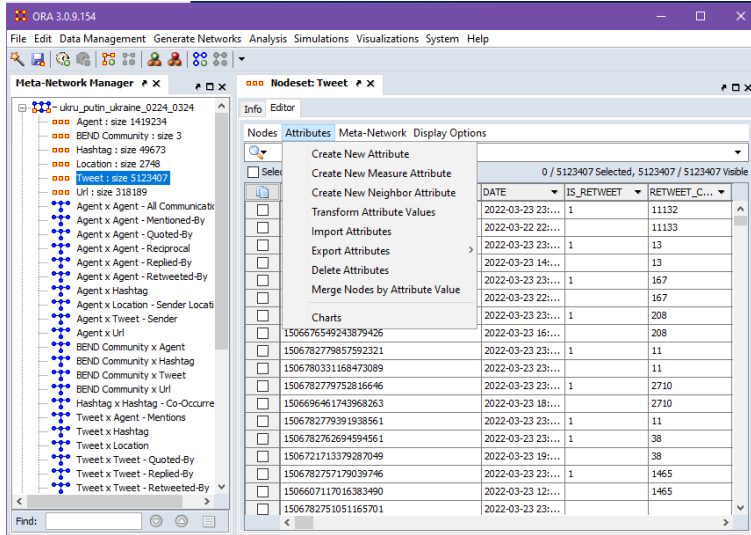 ORA 3.0.9.154
File Edit Data Management Generate Networks Analysis Simulations Visualizations System Help
Meta-Network Manager
ukru_putin_ukraine_0224_0324
Agent : size 1419234
BEND Community : size 3
Hashtag : size 49673
Location : size 2748
Tweet : size 5123407
Url : size 318189
Agent x Agent - All Communicatio
Agent x Agent - Mentioned-By
Agent x Agent - Quoted-By
Agent x Agent - Reciprocal
Agent x Agent - Replied-By
Agent x Agent - Retweeted-By
Agent x Hashtag
Agent x Location - Sender Locati
Agent x Tweet - Sender
Agent x Url
BEND Community x Agent
BEND Community x Hashtag
BEND Community x Tweet
BEND Community x Url
Hashtag x Hashtag - Co-Occurre
Tweet x Agent - Mentions
Tweet x Hashtag
Tweet x Location
Tweet x Tweet - Quoted-By
Tweet x Tweet - Replied-By
Tweet x Tweet - Retweeted-By
Find:
Nodeset: Tweet
Info Editor
Nodes Attributes Meta-Network Display Options
Selec 0 / 5123407 Selected, 5123407 / 5123407 Visible
Create New Attribute
Create New Measure Attribute
Create New Neighbor Attribute
Transform Attribute Values
Import Attributes
Export Attributes
Delete Attributes
Merge Nodes by Attribute Value
Charts
DATE IS_RETWEET RETWEET_C...
2022-03-23 23:... 1 11132
2022-03-22 22:... 11133
2022-03-23 23:... 1 13
2022-03-23 14:... 13
2022-03-23 23:... 1 167
2022-03-23 22:... 167
2022-03-23 23:... 1 208
1506676549243879426 2022-03-23 16:... 208
1506782779857592321 2022-03-23 23:... 1 11
1506780331168473089 2022-03-23 23:... 11
1506782779752816646 2022-03-23 23:... 1 2710
1506696461743968263 2022-03-23 18:... 2710
1506782779391938561 2022-03-23 23:... 1 11
1506782762694594561 2022-03-23 23:... 1 38
1506721713379287049 2022-03-23 19:... 38
1506782757179039746 2022-03-23 23:... 1 1465
1506607117016383490 2022-03-23 12:... 1465
1506782751051165701 2022-03-23 23:...